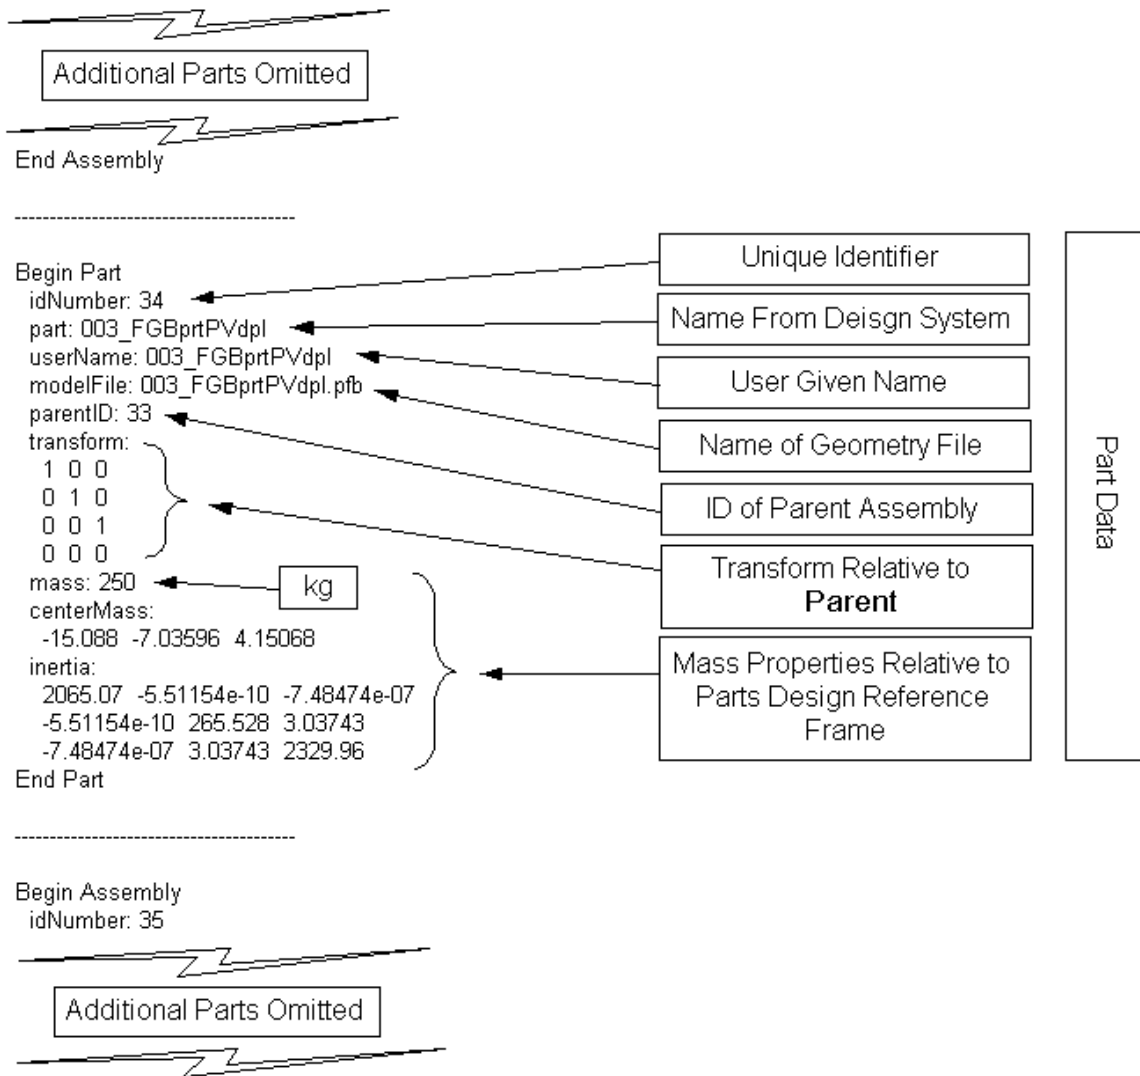 Additional Parts Omitted
End Assembly
----------------------------------------
Begin Part
idNumber: 34
part: 003_FGBprtPVdpl
userName: 003_FGBprtPVdpl
modelFile: 003_FGBprtPVdpl.pfb
parentID: 33
transform:
1 0 0
0 1 0
0 0 1
0 0 0
mass: 250
kg
centerMass:
-15.088 -7.03596 4.15068
inertia:
2065.07 -5.51154e-10 -7.48474e-07
-5.51154e-10 265.528 3.03743
-7.48474e-07 3.03743 2329.96
End Part
Unique Identifier
Name From Deisgn System
User Given Name
Name of Geometry File
ID of Parent Assembly
Transform Relative to
Parent
Mass Properties Relative to
Parts Design Reference
Frame
Part Data
----------------------------------------
Begin Assembly
idNumber: 35
Additional Parts Omitted